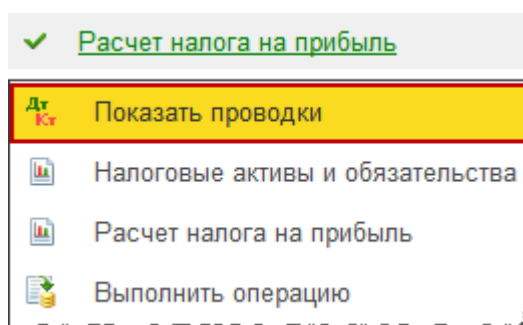 Расчет налога на прибыль
Дт Кт Показать проводки
Налоговые активы и обязательства
Расчет налога на прибыль
Выполнить операцию